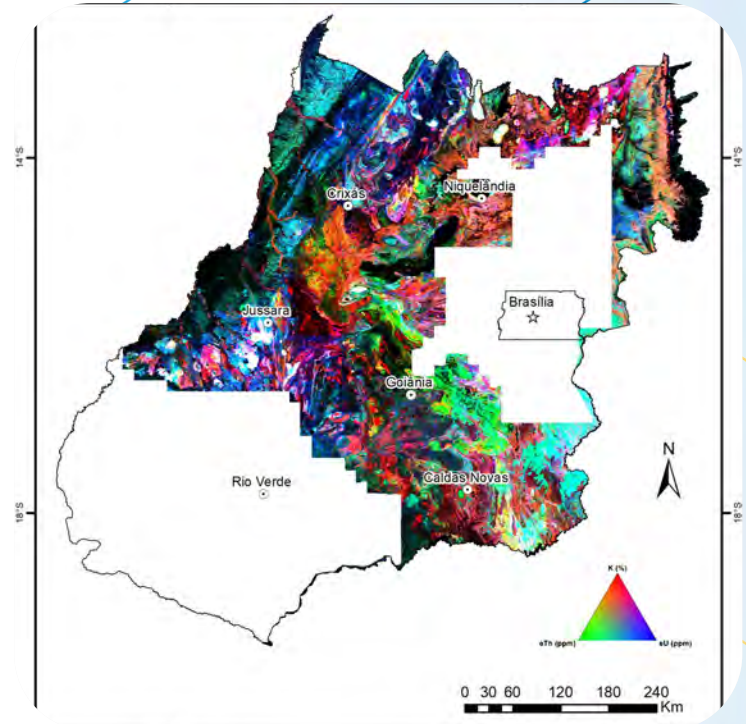 14°S
14°S
Niquelândia
Crixás
Brasília
Jussara
Goiânia
N
Rio Verde
Caldas Novas
18°S
18°S
K (%)
eTh (ppm)
eU (ppm)
0 30 60 120 180 240
Km